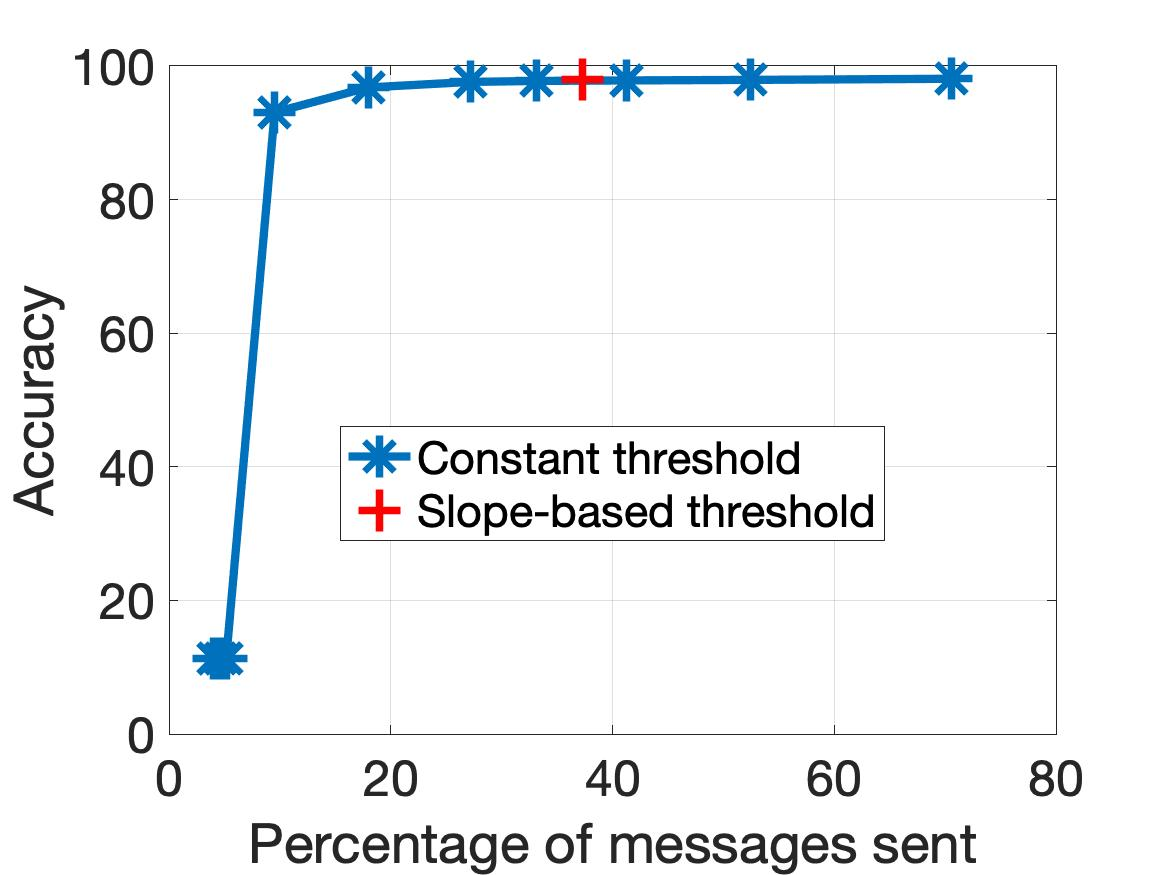 100
80
60
40
20
0
Accuracy
Constant threshold
Slope-based threshold
0 20 40 60 80
Percentage of messages sent